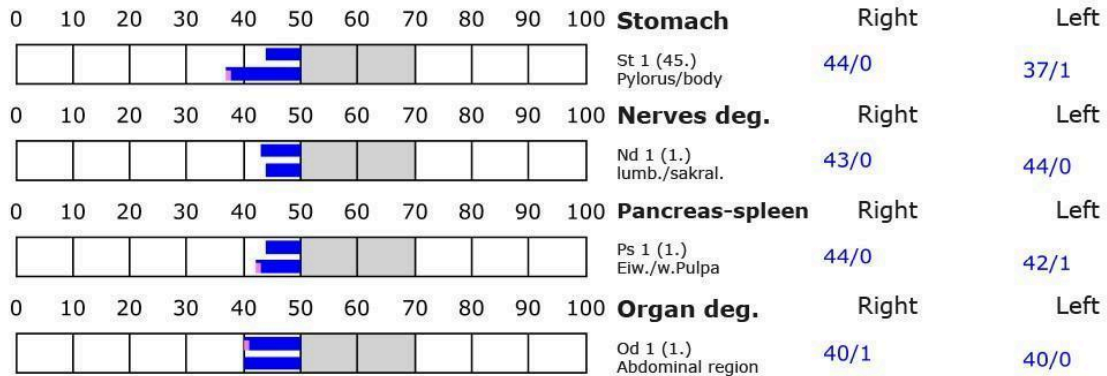 0 10 20 30 40 50 60 70 80 90 100 Stomach Right Left
St 1 (45.) 44/0 37/1
Pylorus/body
0 10 20 30 40 50 60 70 80 90 100 Nerves deg. Right Left
Nd 1 (1.) 43/0 44/0
lumb./sakral.
0 10 20 30 40 50 60 70 80 90 100 Pancreas-spleen Right Left
Ps 1 (1.) 44/0 42/1
Eiw./w.Pulpa
0 10 20 30 40 50 60 70 80 90 100 Organ deg. Right Left
Od 1 (1.) 40/1 40/0
Abdominal region